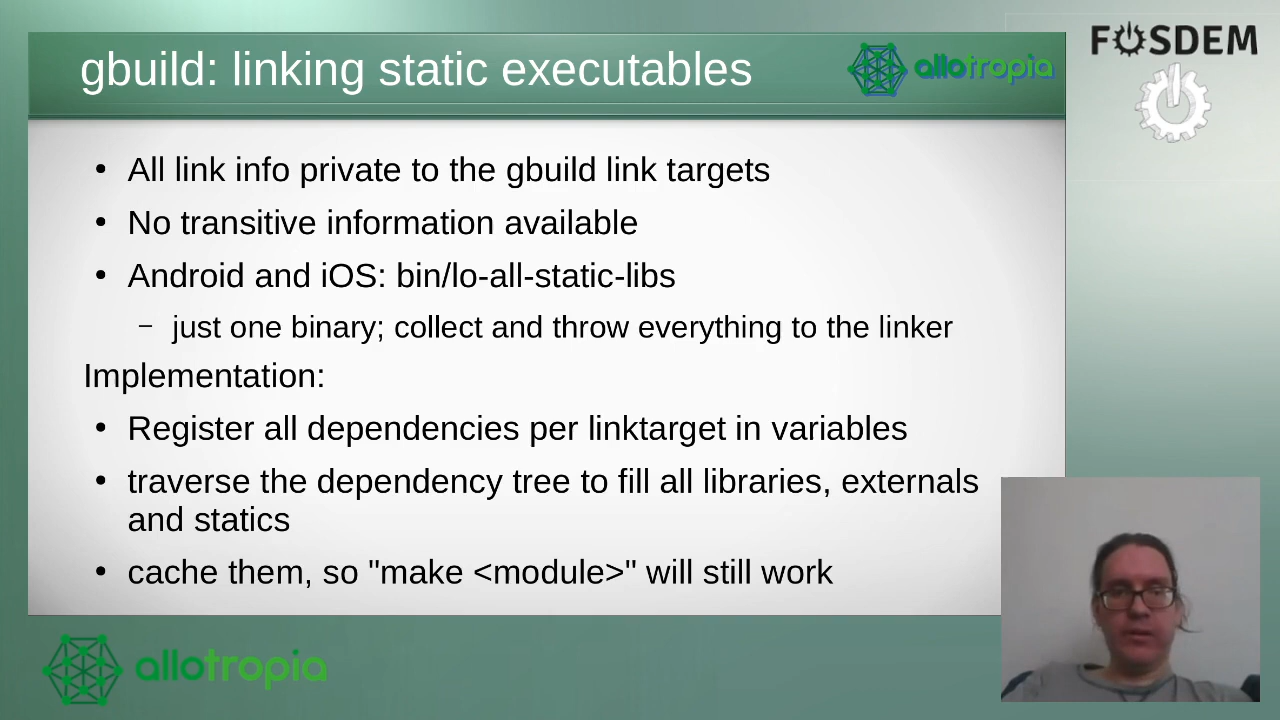 gbuild: linking static executables
allotropia
FOSDEM
• All link info private to the gbuild link targets
• No transitive information available
• Android and iOS: bin/lo-all-static-libs
– just one binary; collect and throw everything to the linker
Implementation:
• Register all dependencies per linktarget in variables
• traverse the dependency tree to fill all libraries, externals
and statics
• cache them, so "make <module>" will still work
allotropia